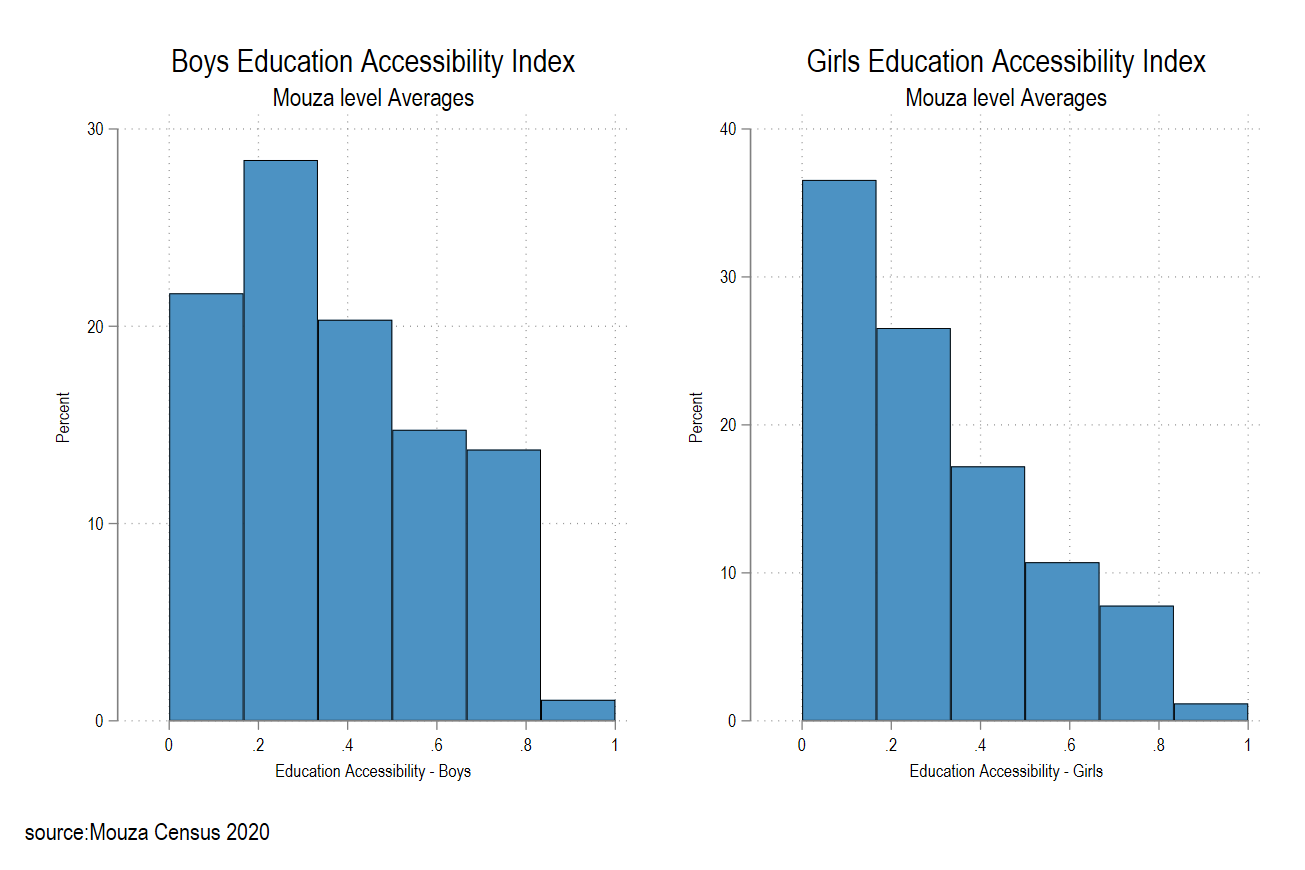 Boys Education Accessibility Index
Mouza level Averages
30
20
10
0
Percent
0 .2 .4 .6 .8 1
Education Accessibility - Boys
Girls Education Accessibility Index
Mouza level Averages
40
30
20
10
0
Percent
0 .2 .4 .6 .8 1
Education Accessibility - Girls
source:Mouza Census 2020